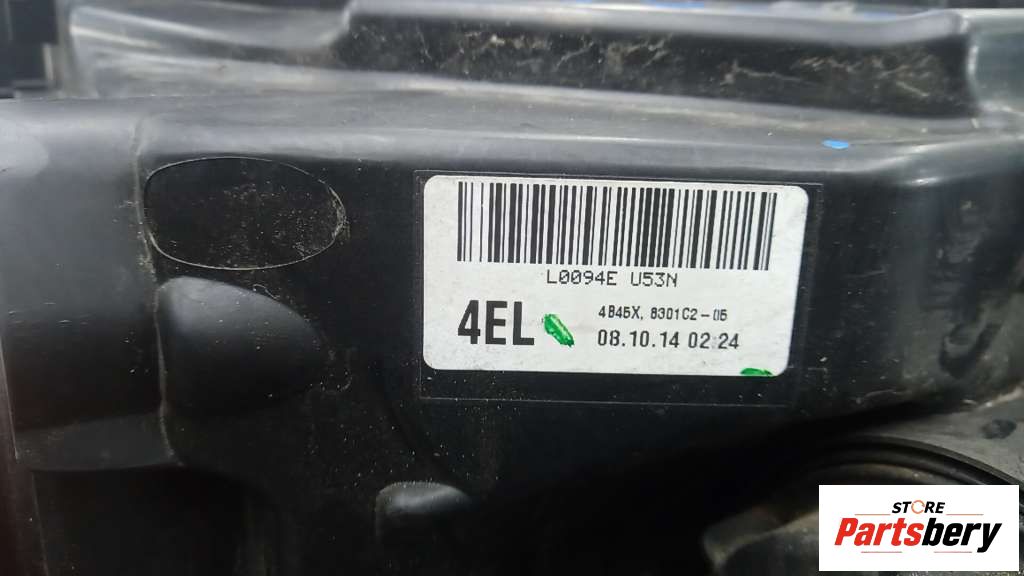 L0094E U53N
4EL
4B45X, 8301C2-05
08.10.14 02:24
STORE
Partsbery